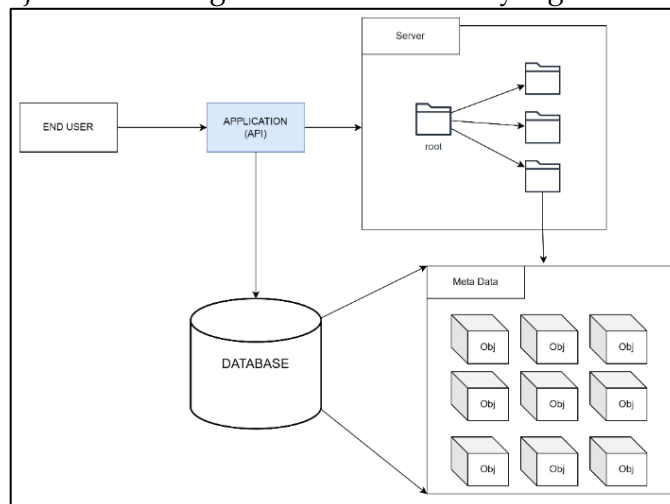 Server
END USER
APPLICATION
(API)
root
Meta Data
DATABASE
Obj
Obj
Obj
Obj
Obj
Obj
Obj
Obj
Obj